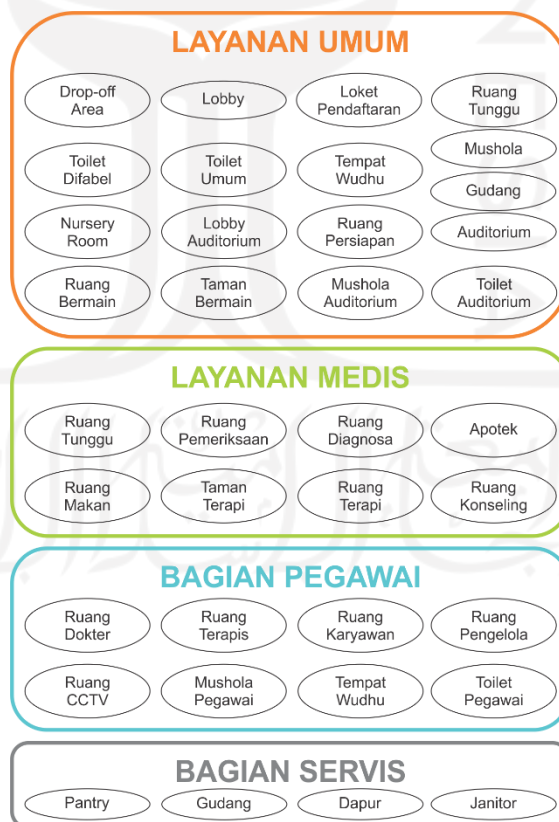 LAYANAN UMUM
Drop-off
Area
Lobby
Loket
Pendaftaran
Ruang
Tunggu
Toilet
Difabel
Toilet
Umum
Tempat
Wudhu
Mushola
Gudang
Nursery
Room
Lobby
Auditorium
Ruang
Persiapan
Auditorium
Ruang
Bermain
Taman
Bermain
Mushola
Auditorium
Toilet
Auditorium
LAYANAN MEDIS
Ruang
Tunggu
Ruang
Pemeriksaan
Ruang
Diagnosa
Apotek
Ruang
Makan
Taman
Terapi
Ruang
Terapi
Ruang
Konseling
BAGIAN PEGAWAI
Ruang
Dokter
Ruang
Terapis
Ruang
Karyawan
Ruang
Pengelola
Ruang
CCTV
Mushola
Pegawai
Tempat
Wudhu
Toilet
Pegawai
BAGIAN SERVIS
Pantry
Gudang
Dapur
Janitor